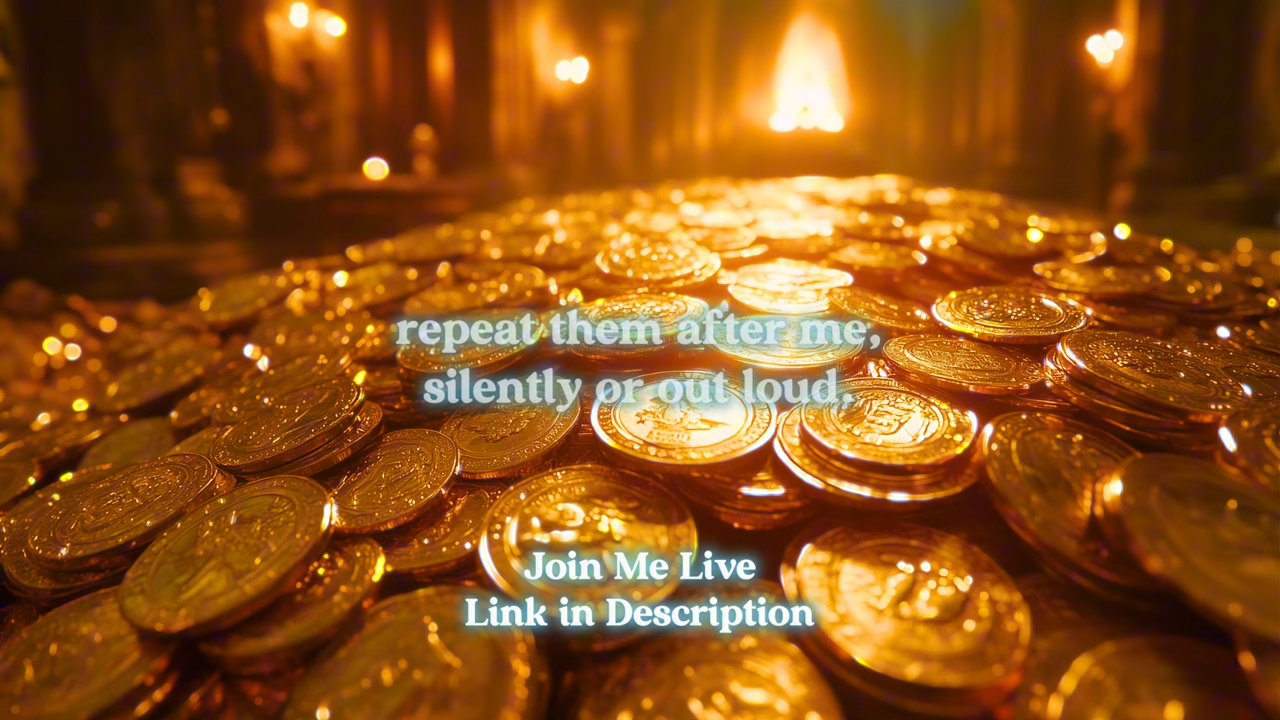 repeat them after me,
silently or out loud.
Join Me Live
Link in Description